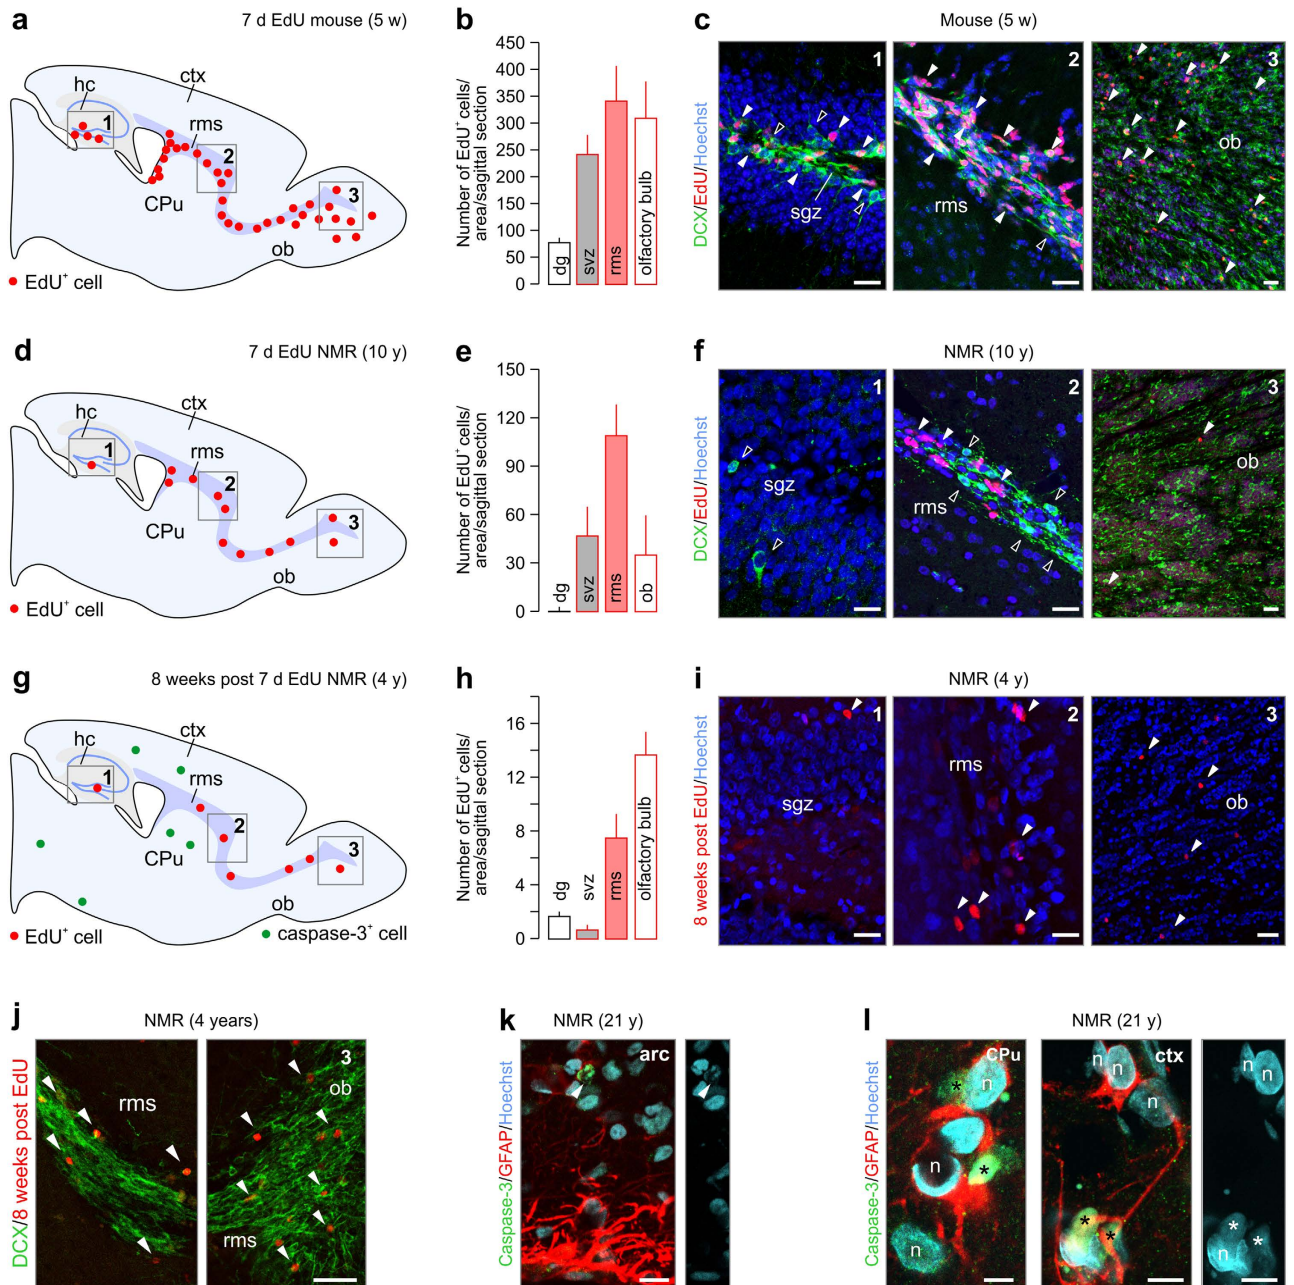 a
7 d EdU mouse (5 w)
hc
ctx
rms
1
2
3
CPu
ob
EdU⁺ cell
b
Number of EdU⁺ cells/
area/sagittal section
450
400
350
300
250
200
150
100
50
0
dg
svz
rms
olfactory bulb
c
Mouse (5 w)
DCX/EdU/Hoechst
1
sgz
2
rms
3
ob
d
7 d EdU NMR (10 y)
hc
ctx
rms
1
2
3
CPu
ob
EdU⁺ cell
e
Number of EdU⁺ cells/
area/sagittal section
150
120
90
60
30
0
dg
svz
rms
ob
f
NMR (10 y)
DCX/EdU/Hoechst
1
sgz
2
rms
3
ob
g
8 weeks post 7 d EdU NMR (4 y)
hc
ctx
rms
1
2
3
CPu
ob
EdU⁺ cell
caspase-3⁺ cell
h
Number of EdU⁺ cells/
area/sagittal section
16
12
8
4
0
dg
svz
rms
olfactory bulb
i
NMR (4 y)
8 weeks post EdU/Hoechst
1
sgz
2
rms
3
ob
j
NMR (4 years)
DCX/8 weeks post EdU
rms
3
ob
rms
k
NMR (21 y)
Caspase-3/GFAP/Hoechst
arc
l
NMR (21 y)
Caspase-3/GFAP/Hoechst
CPu
*
n
n
*
n
ctx
n
n
*
*
n
n
n
*
*
n